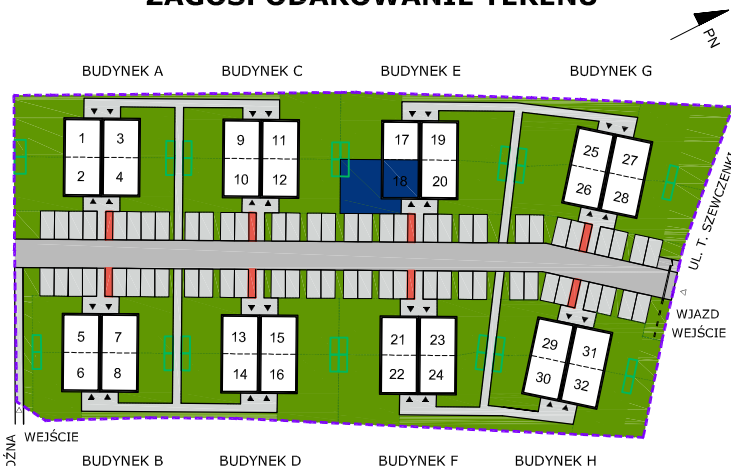 ZAGOSPODAROWANIE TERENU
PN
BUDYNEK A
BUDYNEK C
BUDYNEK E
BUDYNEK G
1 3
2 4
9 11
10 12
17 19
18 20
25 27
26 28
UL. T. SZEWCZENKI
WJAZD
WEJŚCIE
5 7
6 8
13 15
14 16
21 23
22 24
29 31
30 32
WEJŚCIE
BUDYNEK B
BUDYNEK D
BUDYNEK F
BUDYNEK H